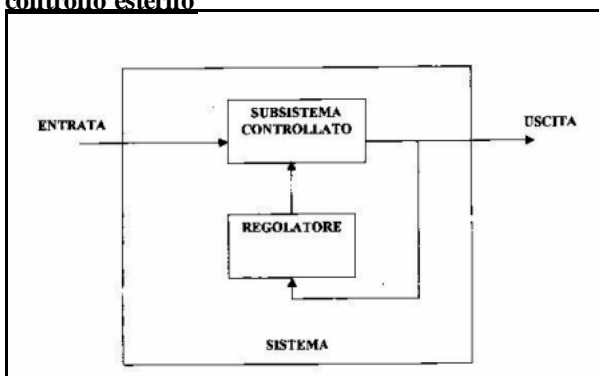 controllo esterno
SUBSISTEMA
CONTROLLATO
ENTRATA
USCITA
REGOLATORE
SISTEMA